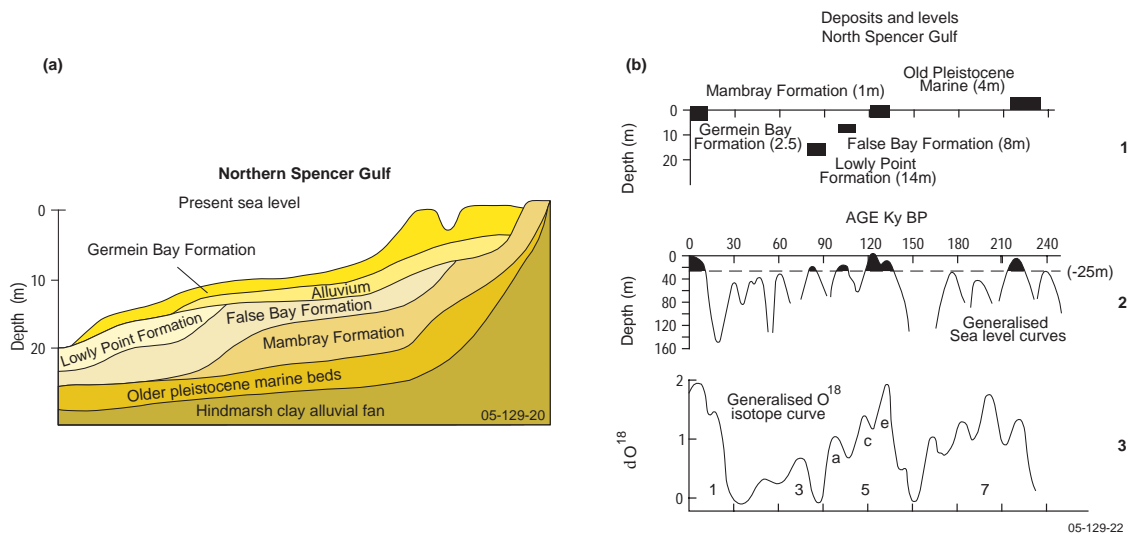 (a)
Northern Spencer Gulf
Present sea level
Germein Bay Formation
Alluvium
Lowly Point Formation
False Bay Formation
Mambray Formation
Older pleistocene marine beds
Hindmarsh clay alluvial fan
05-129-20
Depth (m)
0
10
20
Deposits and levels
North Spencer Gulf
(b)
Old Pleistocene
Marine (4m)
Mambray Formation (1m)
Germein Bay
Formation (2.5)
False Bay Formation (8m)
Lowly Point
Formation (14m)
Depth (m)
0
10
20
1
AGE Ky BP
0 30 60 90 120 150 180 210 240
Depth (m)
0
40
80
120
160
(-25m)
Generalised
Sea level curves
2
Generalised O18
isotope curve
dO18
2
1
0
a
c
e
1 3 5 7
3
05-129-22